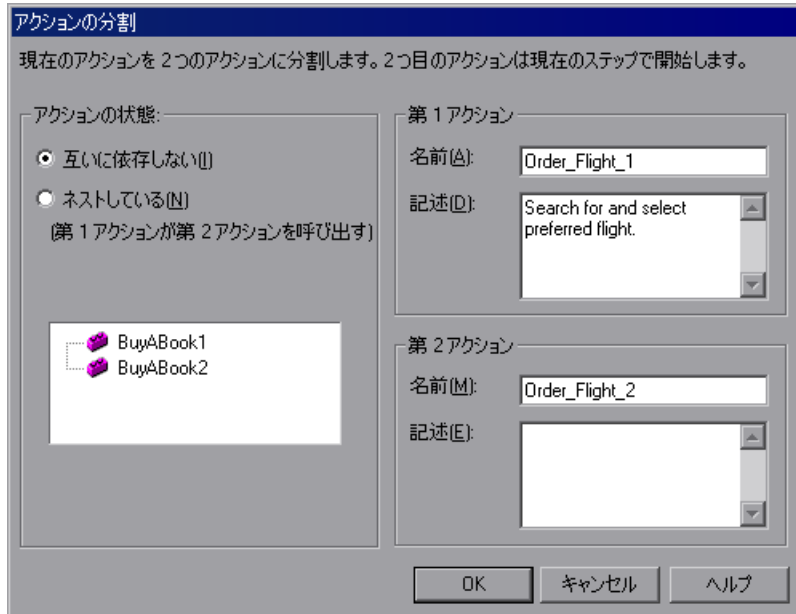 アクションの分割
現在のアクションを2つのアクションに分割します。2つ目のアクションは現在のステップで開始します。
アクションの状態:
互いに依存しない(I)
ネストしている(N)
(第1アクションが第2アクションを呼び出す)
BuyABook1
BuyABook2
第1アクション
名前(A):
Order_Flight_1
記述(D):
Search for and select
preferred flight.
第2アクション
名前(M):
Order_Flight_2
記述(E):
OK
キャンセル
ヘルプ